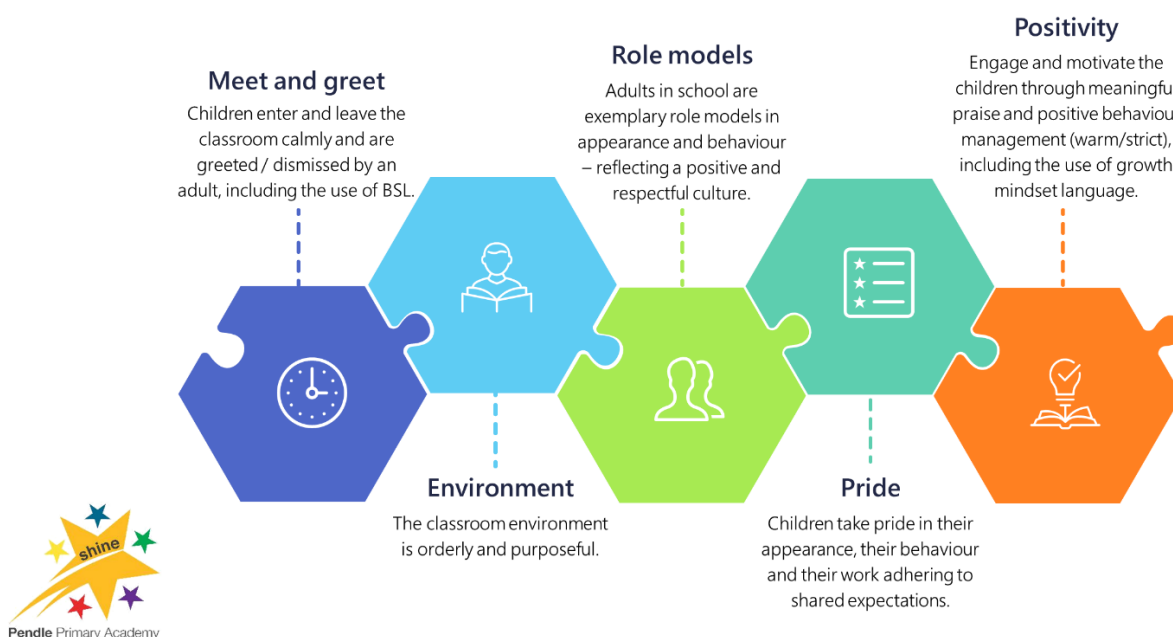 Meet and greet
Children enter and leave the
classroom calmly and are
greeted / dismissed by an
adult, including the use of BSL.
Environment
The classroom environment
is orderly and purposeful.
Role models
Adults in school are
exemplary role models in
appearance and behaviour
– reflecting a positive and
respectful culture.
Pride
Children take pride in their
appearance, their behaviour
and their work adhering to
shared expectations.
Positivity
Engage and motivate the
children through meaningfu
praise and positive behaviou
management (warm/strict),
including the use of growth
mindset language.
shine
Pendle Primary Academy